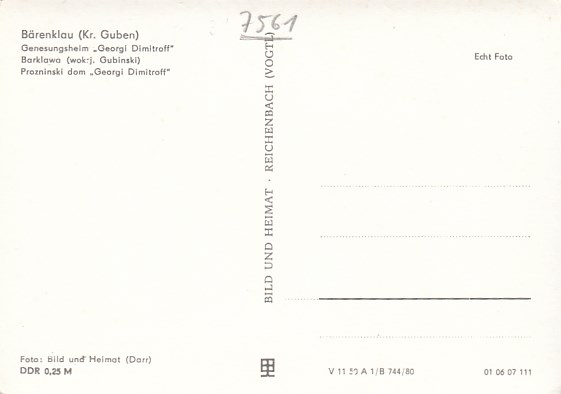 7561
Bärenklau (Kr. Guben)
Genesungsheim „Georgi Dimitroff"
Barklawa (wok-j. Gubinski)
Prozninski dom „Georgi Dimitroff"
Echt Foto
BILD UND HEIMAT · REICHENBACH (VOGTL)
Foto: Bild und Heimat (Darr)
DDR 0,25 M
V 11 50 A 1/B 744/80
01 06 07 111